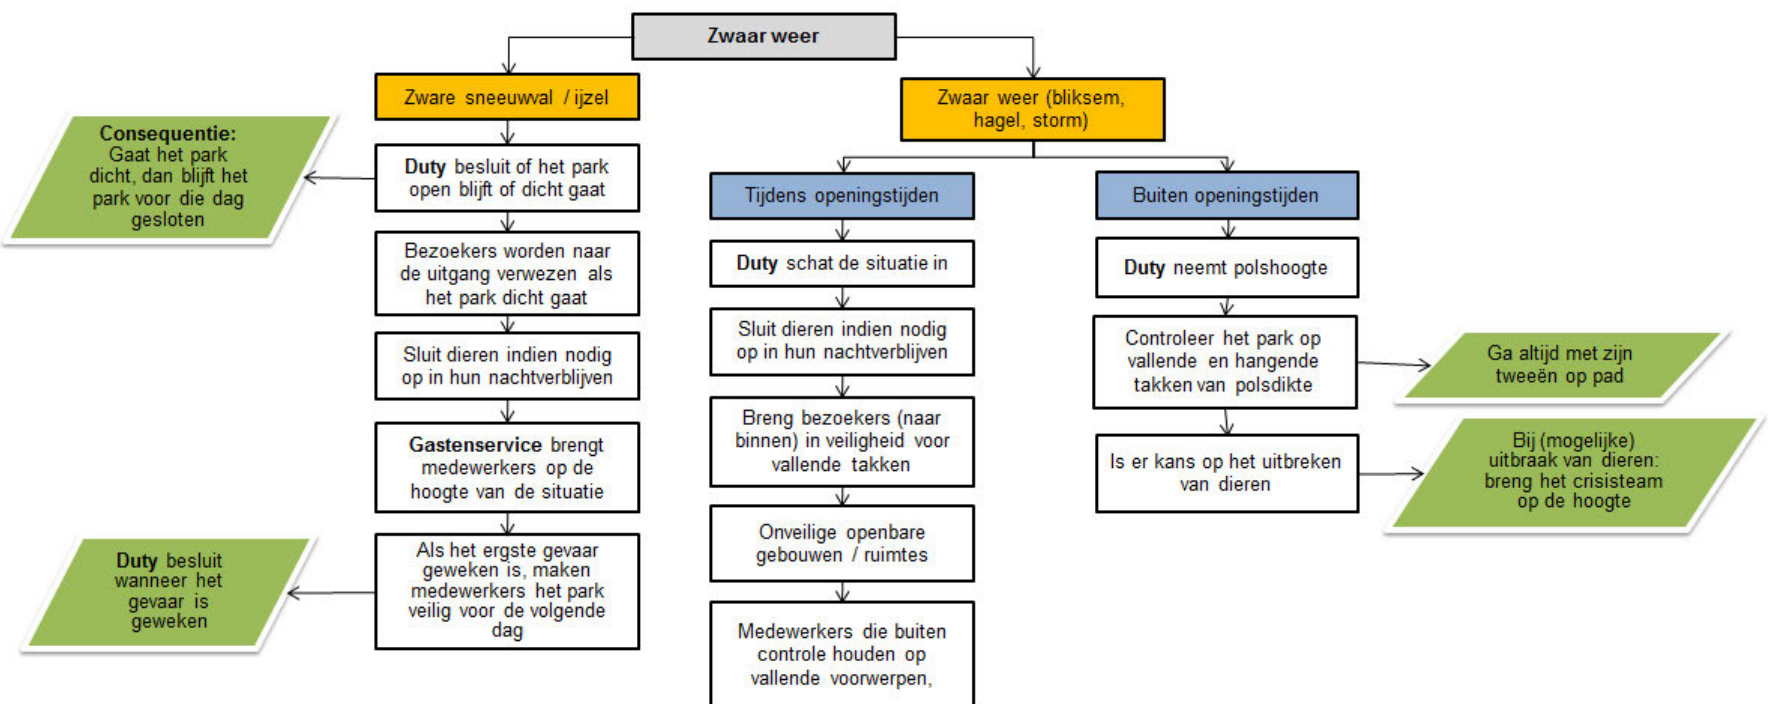 Zwaar weer
Zware sneeuwval / ijzel
Consequentie:
Gaat het park
dicht, dan blijft het
park voor die dag
gesloten
Duty besluit of het park
open blijft of dicht gaat
Bezoekers worden naar
de uitgang verwezen als
het park dicht gaat
Sluit dieren indien nodig
op in hun nachtverblijven
Gastenservice brengt
medewerkers op de
hoogte van de situatie
Als het ergste gevaar
geweken is, maken
medewerkers het park
veilig voor de volgende
dag
Duty besluit
wanneer het
gevaar is
geweken
Zwaar weer (bliksem,
hagel, storm)
Tijdens openingstijden
Duty schat de situatie in
Sluit dieren indien nodig
op in hun nachtverblijven
Breng bezoekers (naar
binnen) in veiligheid voor
vallende takken
Onveilige openbare
gebouwen / ruimtes
Medewerkers die buiten
controle houden op
vallende voorwerpen,
Buiten openingstijden
Duty neemt polshoogte
Controleer het park op
vallende en hangende
takken van polsdikte
Ga altijd met zijn
tweeën op pad
Is er kans op het uitbreken
van dieren
Bij (mogelijke)
uitbraak van dieren:
breng het crisisteam
op de hoogte